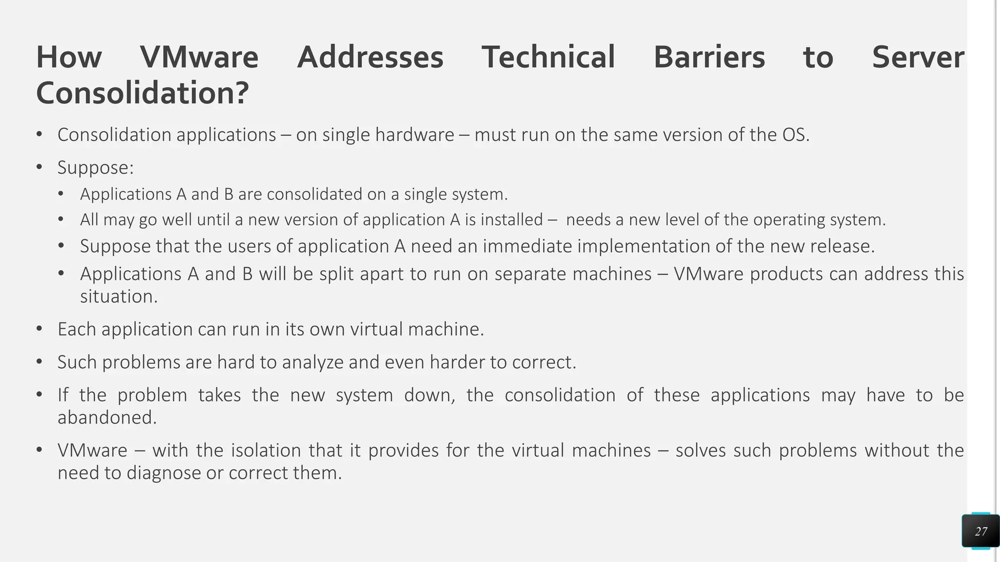 How VMware Addresses Technical Barriers to Server
Consolidation?
• Consolidation applications – on single hardware – must run on the same version of the OS.
• Suppose:
• Applications A and B are consolidated on a single system.
• All may go well until a new version of application A is installed –  needs a new level of the operating system.
• Suppose that the users of application A need an immediate implementation of the new release.
• Applications A and B will be split apart to run on separate machines – VMware products can address this
situation.
• Each application can run in its own virtual machine.
• Such problems are hard to analyze and even harder to correct.
• If the problem takes the new system down, the consolidation of these applications may have to be
abandoned.
• VMware – with the isolation that it provides for the virtual machines – solves such problems without the
need to diagnose or correct them.
27